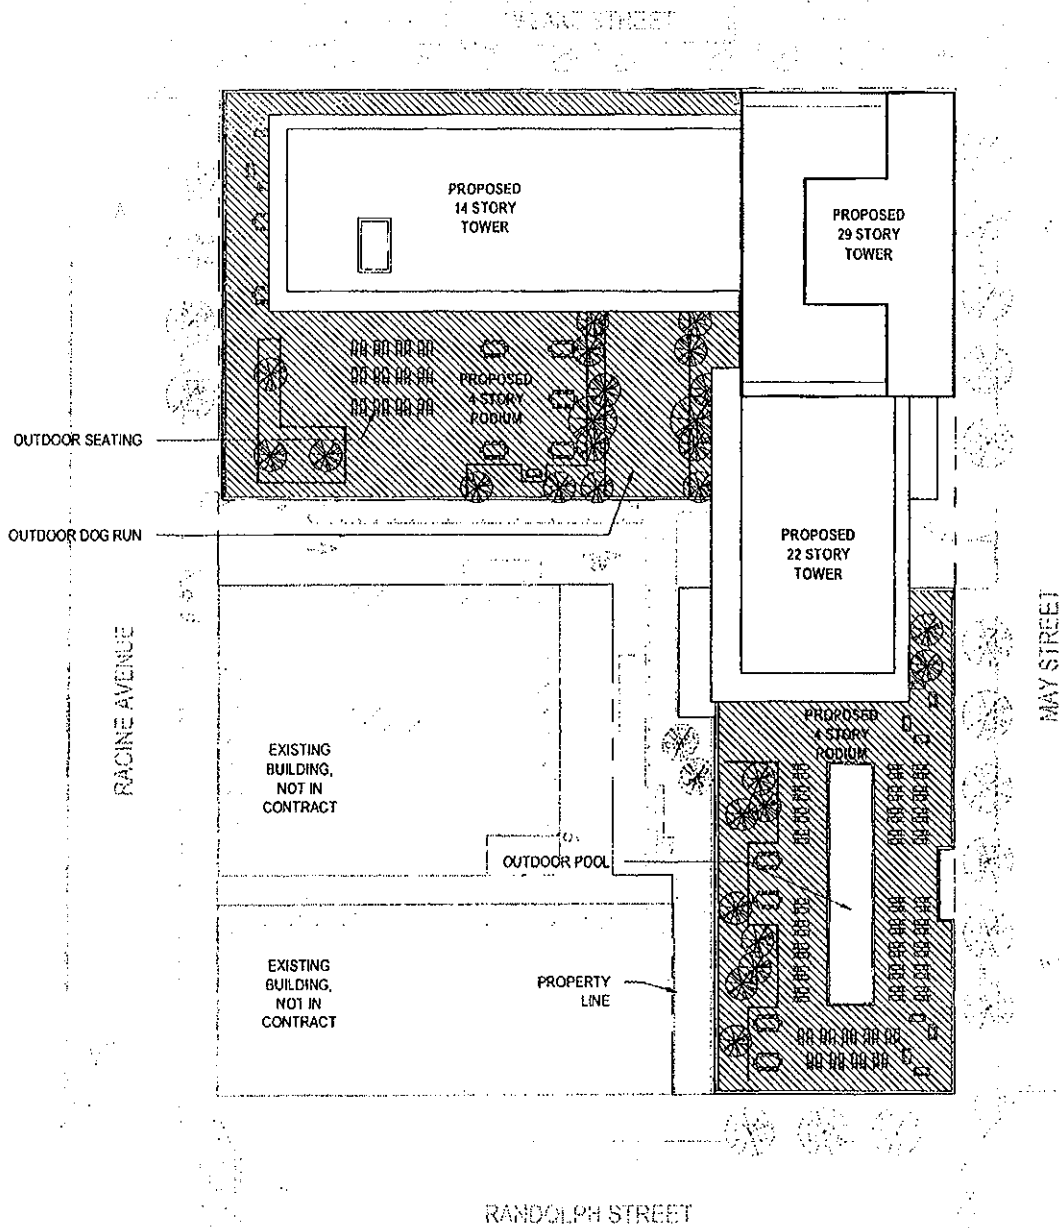 LAKE STREET
PROPOSED
14 STORY
TOWER
PROPOSED
29 STORY
TOWER
PROPOSED
4 STORY
PODIUM
OUTDOOR SEATING
OUTDOOR DOG RUN
PROPOSED
22 STORY
TOWER
RACINE AVENUE
MAY STREET
PROPOSED
4 STORY
PODIUM
EXISTING
BUILDING,
NOT IN
CONTRACT
OUTDOOR POOL
EXISTING
BUILDING,
NOT IN
CONTRACT
PROPERTY
LINE
RANDOLPH STREET